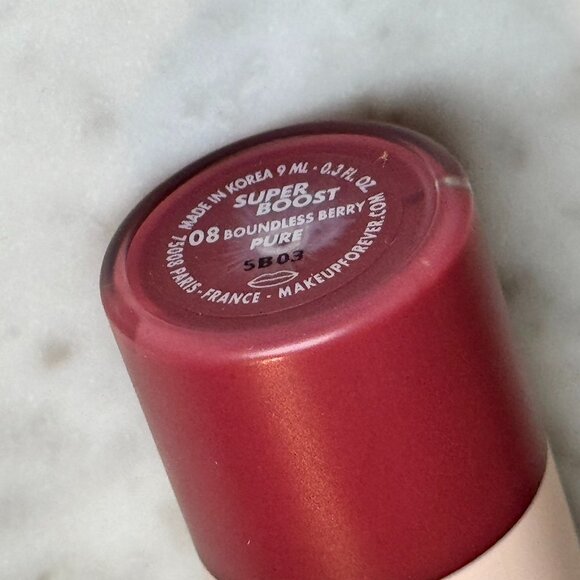 MADE IN KOREA 9 ML - 0.3 FL. OZ
SUPER
BOOST
08 BOUNDLESS BERRY
PURE
5B03
75008 PARIS - FRANCE - MAKEUPFOREVER.COM